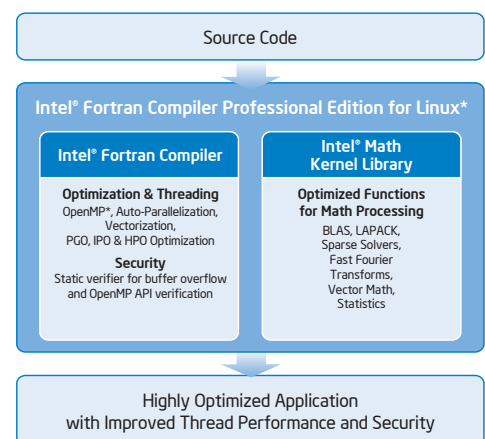 Source Code
Intel® Fortran Compiler Professional Edition for Linux*
Intel® Fortran Compiler
Optimization & Threading
OpenMP*, Auto-Parallelization,
Vectorization,
PGO, IPO & HPO Optimization
Security
Static verifier for buffer overflow
and OpenMP API verification
Intel® Math
Kernel Library
Optimized Functions
for Math Processing
BLAS, LAPACK,
Sparse Solvers,
Fast Fourier
Transforms,
Vector Math,
Statistics
Highly Optimized Application
with Improved Thread Performance and Security